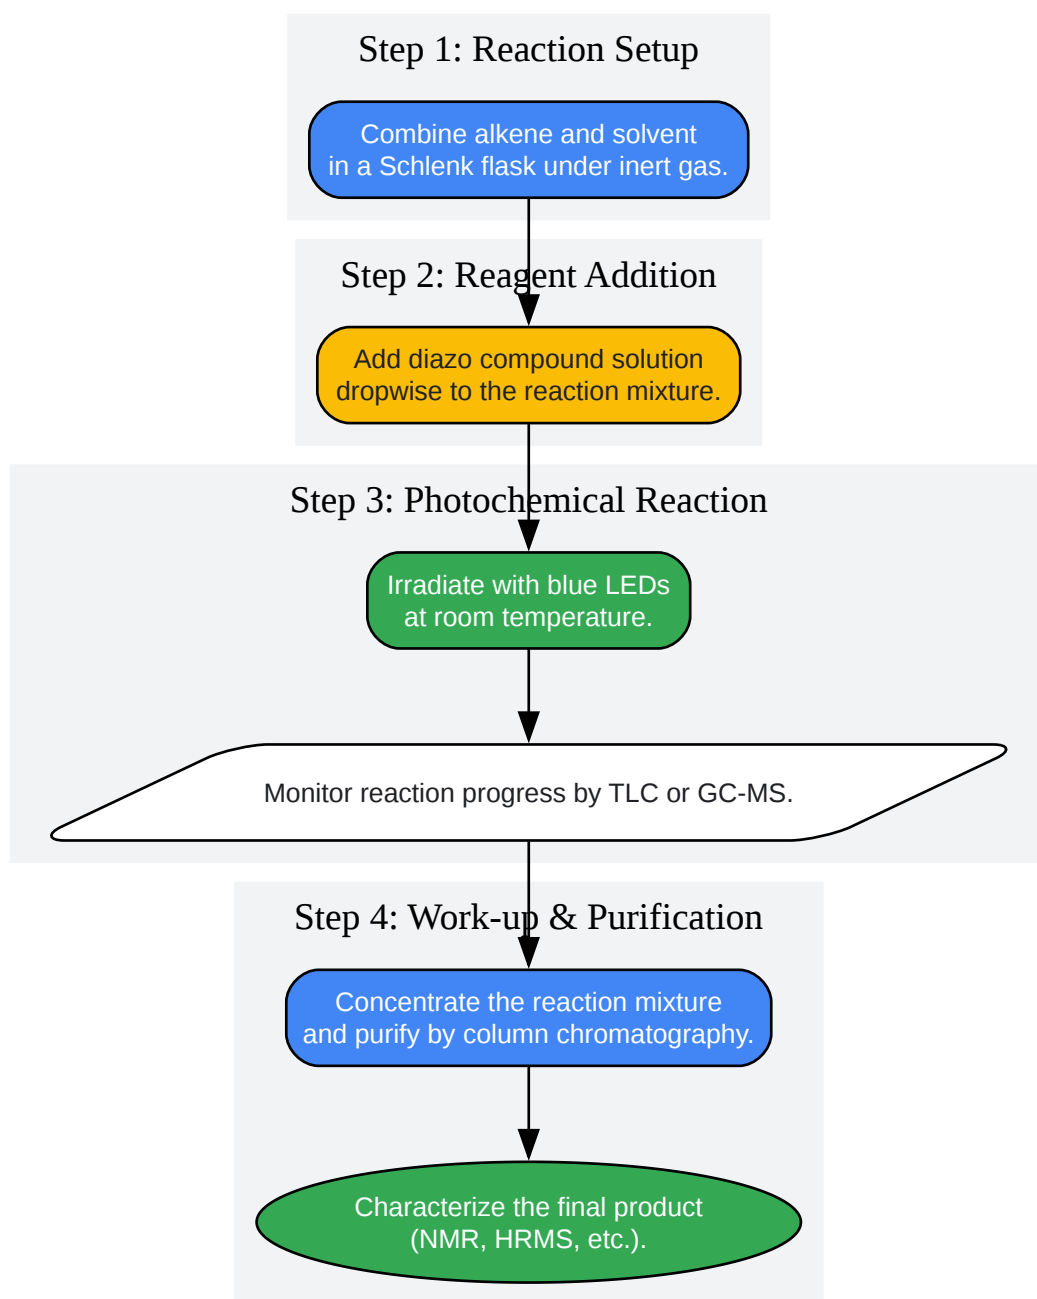 Step 1: Reaction Setup
Combine alkene and solvent
in a Schlenk flask under inert gas.
Step 2: Reagent Addition
Add diazo compound solution
dropwise to the reaction mixture.
Step 3: Photochemical Reaction
Irradiate with blue LEDs
at room temperature.
Monitor reaction progress by TLC or GC-MS.
Step 4: Work-up & Purification
Concentrate the reaction mixture
and purify by column chromatography.
Characterize the final product
(NMR, HRMS, etc.).